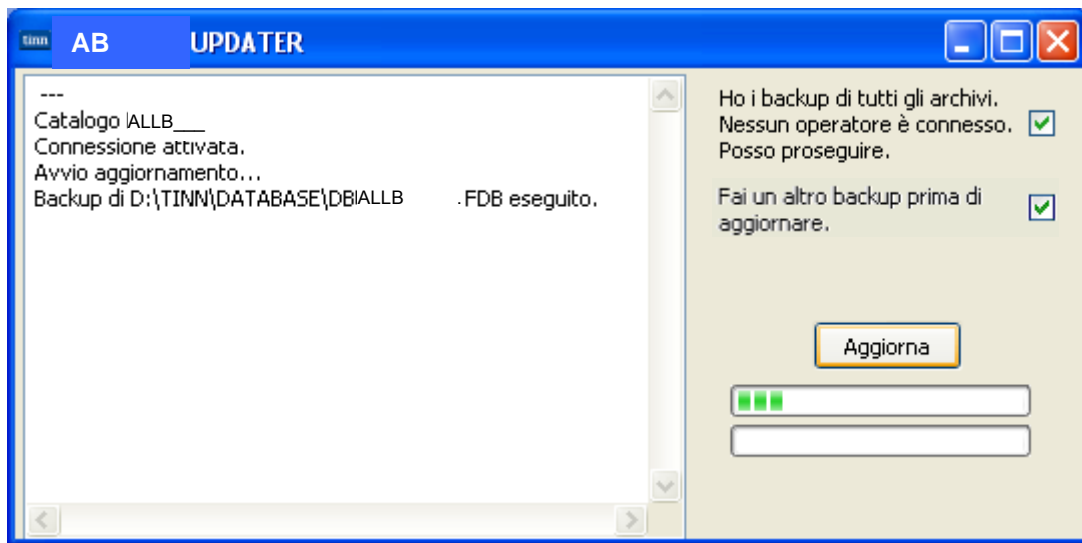 tinn AB UPDATER
---
Catalogo ALLB___
Connessione attivata.
Avvio aggiornamento...
Backup di D:\TINN\DATABASE\DBALLB .FDB eseguito.
Ho i backup di tutti gli archivi.
Nessun operatore è connesso.
Posso proseguire.
Fai un altro backup prima di
aggiornare.
Aggiorna